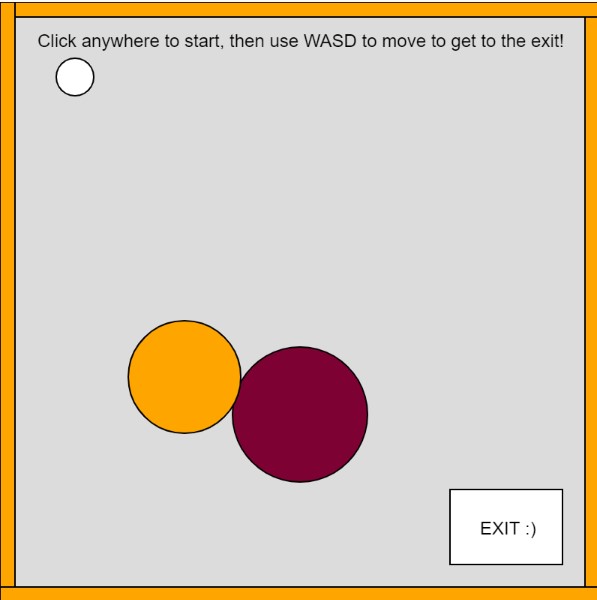 Click anywhere to start, then use WASD to move to get to the exit!
EXIT :)